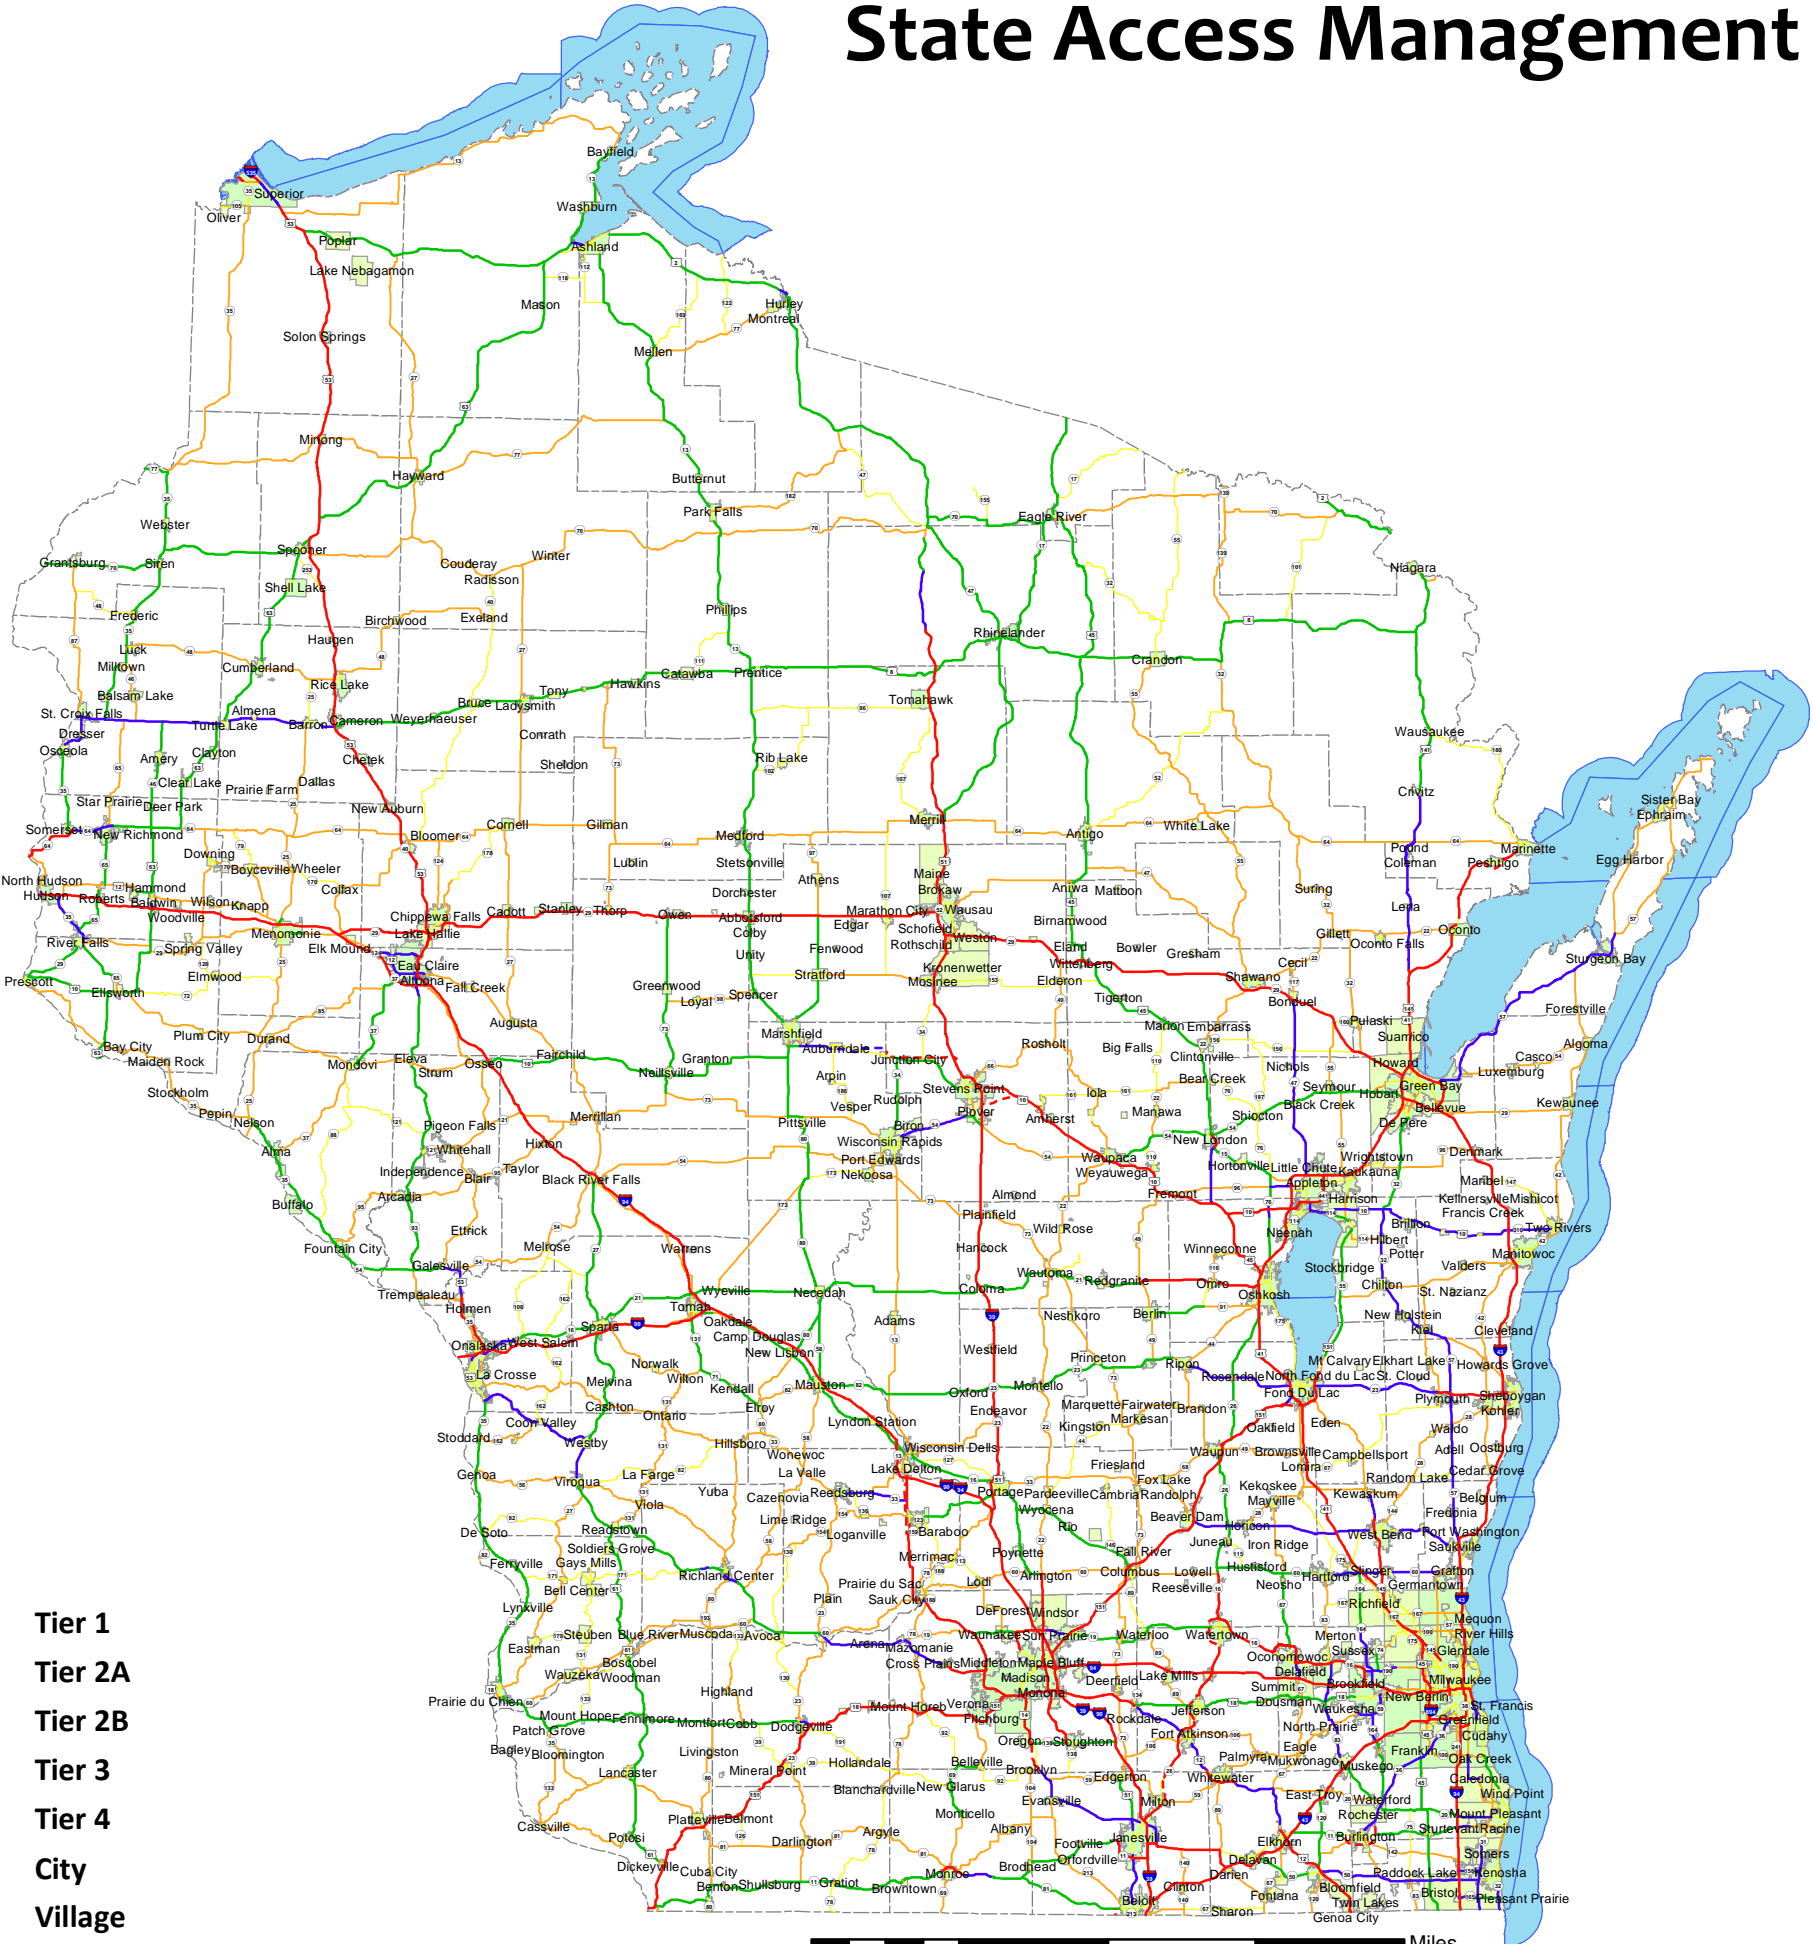 State Access Management
Bayfield
Superior
Oliver
Washburn
Poplar
Ashland
Lake Nebagamon
Mason
Hurley
Montreal
Solon Springs
Mellen
Minong
Hayward
Butternut
Park Falls
Eagle River
Webster
Spooner
Grantsburg
Siren
Couderay
Winter
Radisson
Niagara
Shell Lake
Frederic
Birchwood
Exeland
Phillips
Haugen
Rhinelander
Luck
Milltown
Cumberland
Crandon
Rice Lake
Catawba
Prentice
Hawkins
Balsam Lake
Tony
Bruce
Ladysmith
Tomahawk
St. Croix Falls
Almena
Turtle Lake
Barron
Cameron
Weyerhaeuser
Dresser
Conrath
Wausaukee
Osceola
Amery
Clayton
Chetek
Sheldon
Rib Lake
Clear Lake
Prairie Farm
Dallas
Crivitz
Star Prairie
Deer Park
New Auburn
Sister Bay
Ephraim
Somerset
New Richmond
Bloomer
Cornell
Gilman
Medford
Merrill
Antigo
White Lake
Downing
Boyceville
Wheeler
Lublin
Stetsonville
Pound
Coleman
Marinette
Peshtigo
Egg Harbor
North Hudson
Hudson
Roberts
Hammond
Baldwin
Woodville
Wilson
Knapp
Colfax
Dorchester
Athens
Maine
Brokaw
Aniwa
Mattoon
Suring
Lena
Chippewa Falls
Cadott
Stanley
Thorp
Owen
Abbotsford
Colby
Marathon City
Wausau
Edgar
Schofield
Rothschild
Weston
Birnamwood
River Falls
Spring Valley
Menomonie
Elk Mound
Lake Hallie
Unity
Fenwood
Eland
Bowler
Gresham
Cecil
Gillett
Oconto Falls
Oconto
Sturgeon Bay
Prescott
Ellsworth
Elmwood
Eau Claire
Altoona
Fall Creek
Greenwood
Loyal
Spencer
Stratford
Kronenwetter
Mosinee
Elderon
Wittenberg
Tigerton
Shawano
Bonduel
Forestville
Plum City
Durand
Augusta
Marshfield
Marion
Embarrass
Pulaski
Suamico
Algoma
Bay City
Maiden Rock
Mondovi
Eleva
Strum
Osseo
Fairchild
Granton
Neillsville
Auburndale
Junction City
Rosholt
Big Falls
Clintonville
Nichols
Howard
Casco
Luxemburg
Stockholm
Pepin
Nelson
Merrillan
Arpin
Vesper
Rudolph
Stevens Point
Plover
Iola
Amherst
Manawa
Bear Creek
Seymour
Black Creek
Hobart
Green Bay
Bellevue
De Pere
Kewaunee
Pigeon Falls
Pittsville
Biron
Wisconsin Rapids
Shiocton
New London
Alma
Whitehall
Independence
Hixton
Taylor
Blair
Black River Falls
Port Edwards
Nekoosa
Waupaca
Weyauwega
Hortonville
Little Chute
Wrightstown
Kaukauna
Denmark
Appleton
Maribel
Buffalo
Arcadia
Almond
Fremont
Harrison
Kellnersville
Mishicot
Francis Creek
Ettrick
Plainfield
Wild Rose
Neenah
Brillion
Two Rivers
Fountain City
Melrose
Warrens
Hancock
Winneconne
Hilbert
Potter
Manitowoc
Galesville
Valders
Stockbridge
Trempealeau
Wyeville
Necedah
Coloma
Wautoma
Redgranite
Omro
Oshkosh
Chilton
St. Nazianz
Holmen
Tomah
Oakdale
Sparta
Adams
Neshkoro
Berlin
New Holstein
Kiel
Cleveland
Onalaska
West Salem
Camp Douglas
New Lisbon
Westfield
Princeton
Ripon
Mt Calvary
Elkhart Lake
Howards Grove
La Crosse
Norwalk
Melvina
Wilton
Kendall
Mauston
Oxford
Montello
Rosendale
North Fond du Lac
St. Cloud
Fond Du Lac
Plymouth
Sheboygan
Kohler
Cashton
Ontario
Elroy
Endeavor
Marquette
Fairwater
Markesan
Brandon
Kingston
Coon Valley
Lyndon Station
Oakfield
Eden
Waldo
Stoddard
Westby
Hillsboro
Wonewoc
Wisconsin Dells
Waupun
Brownsville
Campbellsport
Adell
Oostburg
Genoa
Viroqua
La Farge
La Valle
Lake Delton
Friesland
Fox Lake
Lomira
Random Lake
Cedar Grove
Viola
Yuba
Cazenovia
Reedsburg
Portage
Pardeeville
Cambria
Randolph
Kekoskee
Mayville
Kewaskum
Belgium
Wyocena
Fredonia
De Soto
Readstown
Lime Ridge
Loganville
Baraboo
Rio
Beaver Dam
Horicon
West Bend
Port Washington
Juneau
Iron Ridge
Saukville
Ferryville
Soldiers Grove
Gays Mills
Merrimac
Poynette
Fall River
Richland Center
Hustisford
Bell Center
Prairie du Sac
Lodi
Arlington
Columbus
Lowell
Reeseville
Neosho
Hartford
Slinger
Grafton
Germantown
Lynxville
Plain
Sauk City
DeForest
Windsor
Richfield
Mequon
River Hills
Tier 1
Eastman
Steuben
Blue River
Muscoda
Avoca
Arena
Mazomanie
Waunakee
Sun Prairie
Waterloo
Watertown
Merton
Sussex
Glendale
Tier 2A
Boscobel
Wauzeka
Woodman
Cross Plains
Middleton
Maple Bluff
Madison
Monona
Deerfield
Lake Mills
Oconomowoc
Delafield
Summit
Brookfield
Milwaukee
Prairie du Chien
Highland
Dousman
New Berlin
Tier 2B
Mount Hope
Fennimore
Montfort
Cobb
Dodgeville
Mount Horeb
Verona
Fitchburg
Rockdale
Jefferson
Waukesha
St. Francis
Greenfield
Cudahy
Patch Grove
Bagley
Bloomington
Livingston
Oregon
Stoughton
Fort Atkinson
North Prairie
Eagle
Franklin
Oak Creek
Tier 3
Lancaster
Mineral Point
Hollandale
Belleville
Brooklyn
Edgerton
Palmyra
Mukwonago
Muskego
Whitewater
Caledonia
Wind Point
Blanchardville
New Glarus
Evansville
Milton
East Troy
Waterford
Tier 4
Cassville
Platteville
Belmont
Monticello
Rochester
Mount Pleasant
Potosi
Darlington
Argyle
Albany
Footville
Janesville
Elkhorn
Burlington
Sturtevant
Racine
City
Dickeyville
Cuba City
Monroe
Brodhead
Orfordville
Delavan
Darien
Somers
Paddock Lake
Kenosha
Benton
Shullsburg
Gratiot
Browntown
Beloit
Clinton
Fontana
Bloomfield
Twin Lakes
Bristol
Pleasant Prairie
Village
Sharon
Genoa City
Miles